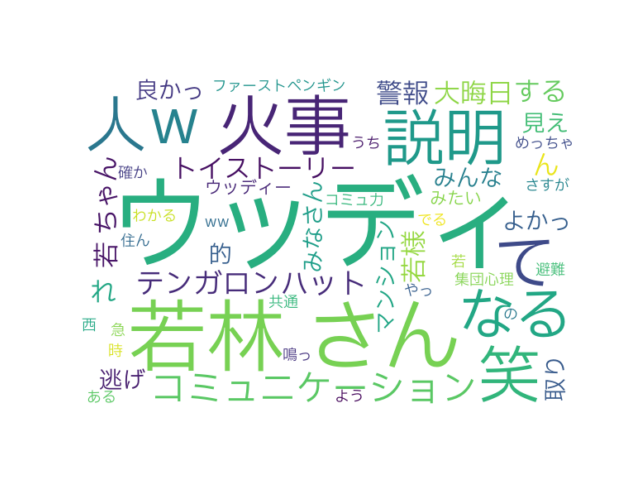 良かっ
ファーストペンギン
警報
大晦日
する
人
w
火事
うち
説明
見え
めっちゃ
若ちゃん
確か
トイストーリー
みんな
ん
さすが
ウッディ
ウッディー
みなさん
コミュ力
みたい
わかる
ww
でる
よかっ
て
住ん
的
マンション
若様
若
集団心理
避難
テンガロンハット
やっ
れ
共通
なる
の
若林
さん
西
急
時
鳴っ
笑
取り
逃げ
コミュニケーション
ある
よう